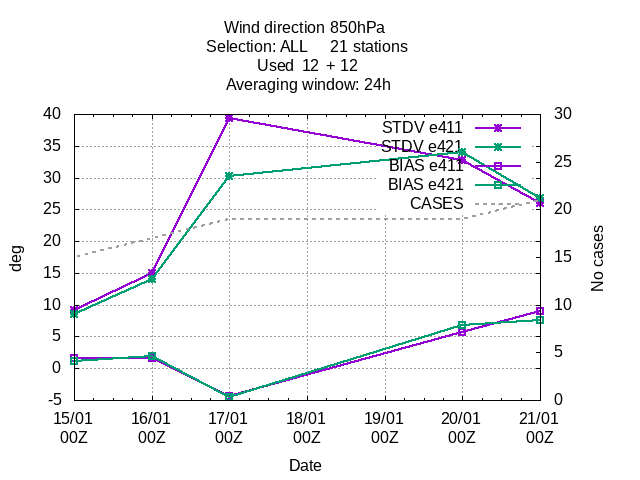 Wind direction 850hPa
Selection: ALL 21 stations
Used 12 + 12
Averaging window: 24h
40
35
30
25
20
15
10
5
0
-5
deg
30
25
20
15
10
5
0
No cases
STDV e411
STDV e421
BIAS e411
BIAS e421
CASES
15/01 16/01 17/01 18/01 19/01 20/01 21/01
00Z 00Z 00Z 00Z 00Z 00Z 00Z
Date